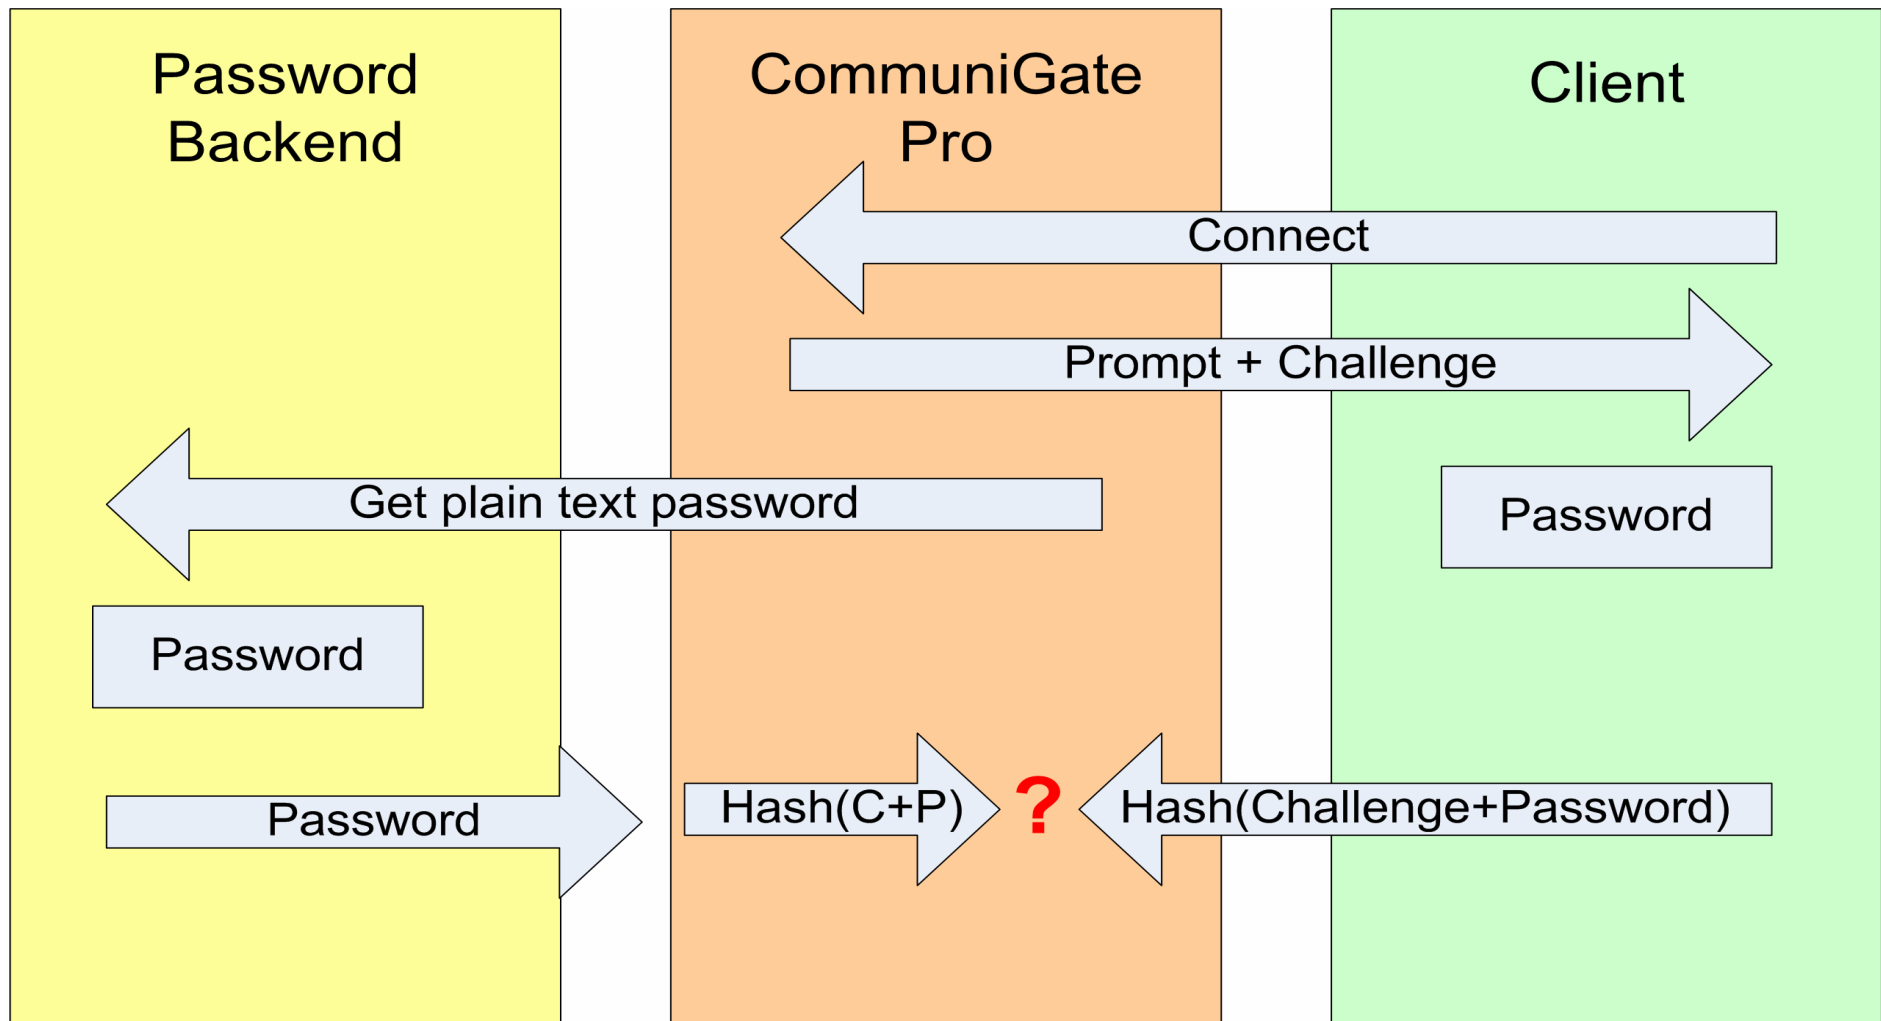 Password
Backend
CommuniGate
Pro
Client
Connect
Prompt + Challenge
Get plain text password
Password
Password
Password
Hash(C+P)
?
Hash(Challenge+Password)